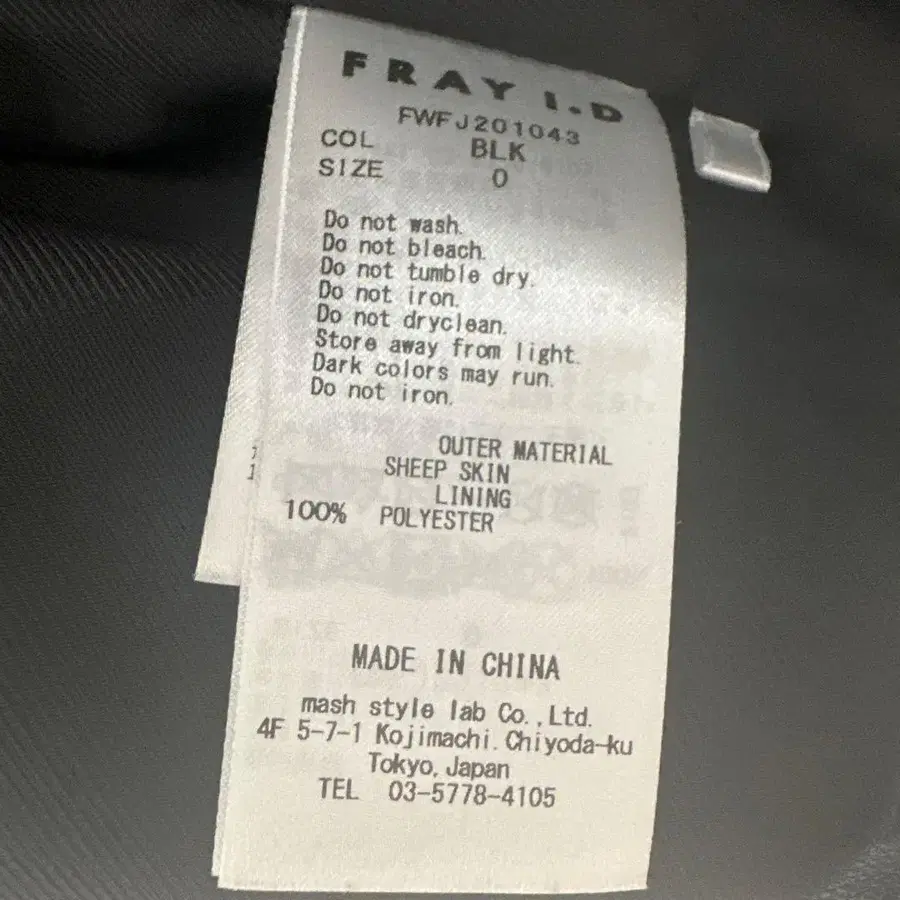 FRAY I.D
FWFJ201043
COL BLK
SIZE 0
Do not wash.
Do not bleach.
Do not tumble dry.
Do not iron.
Do not dryclean.
Store away from light.
Dark colors may run.
Do not iron.
OUTER MATERIAL
SHEEP SKIN
LINING
100% POLYESTER
MADE IN CHINA
mash style lab Co.,Ltd.
4F 5-7-1 Kojimachi. Chiyoda-ku
Tokyo, Japan
TEL 03-5778-4105